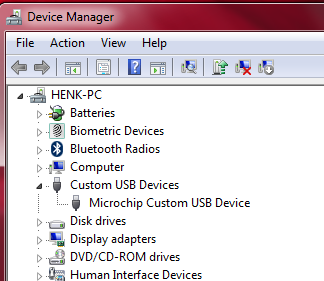 Device Manager
File Action View Help
HENK-PC
Batteries
Biometric Devices
Bluetooth Radios
Computer
Custom USB Devices
Microchip Custom USB Device
Disk drives
Display adapters
DVD/CD-ROM drives
Human Interface Devices